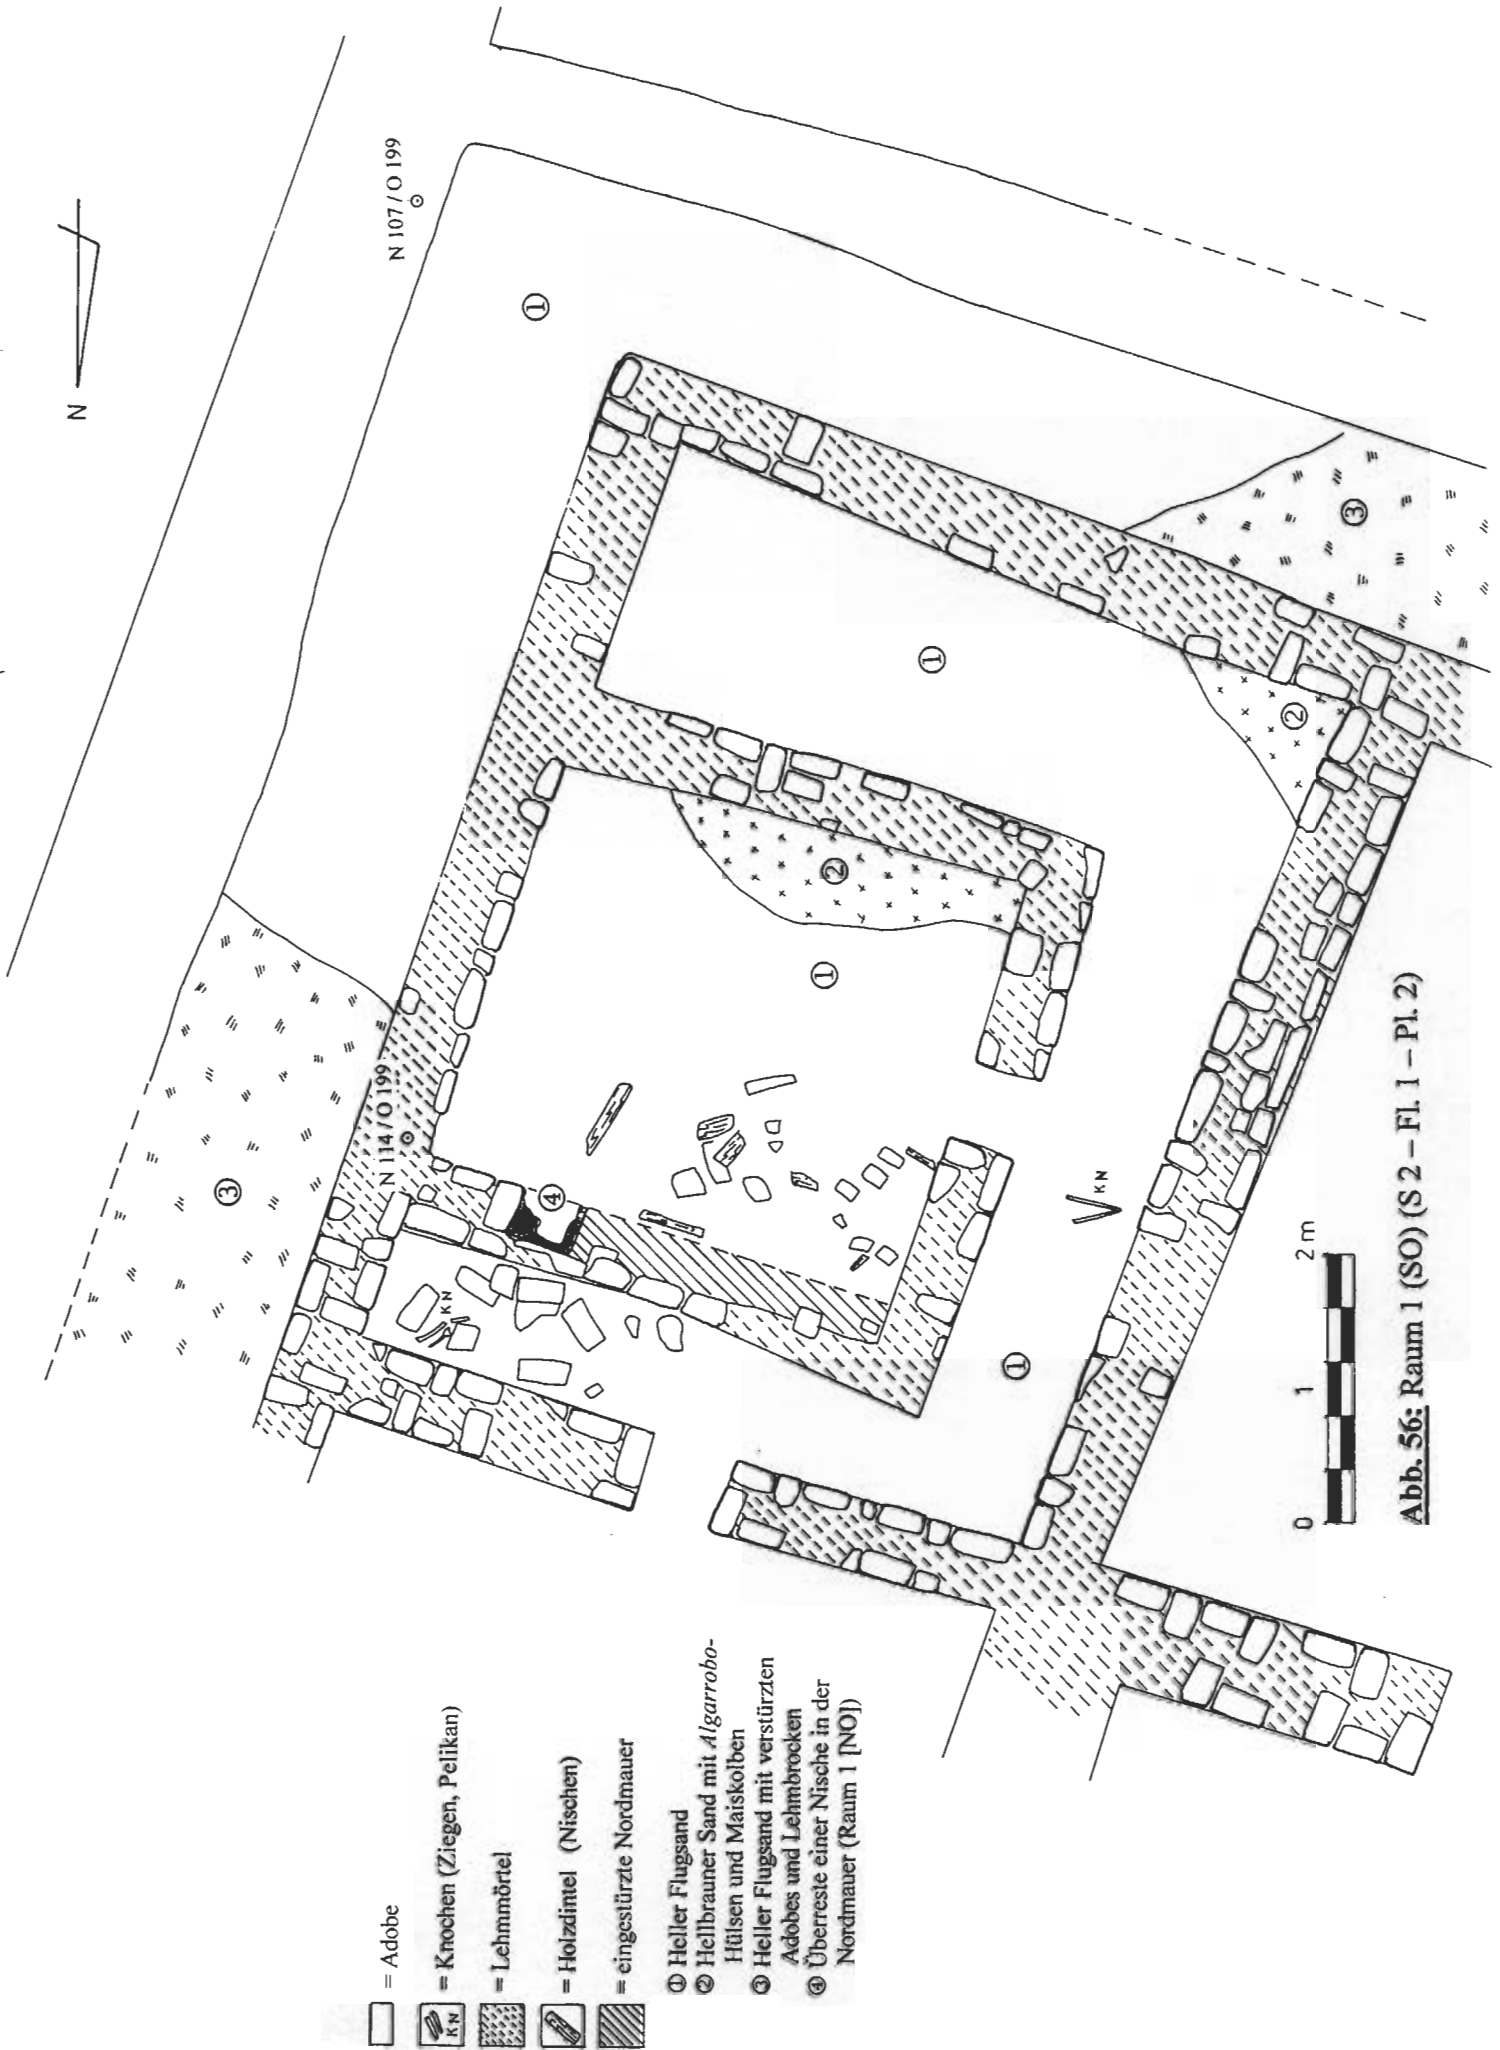 N
N 107 / O 199
①
③
N 114 / O 199
④
KN
②
①
①
②
③
①
KN
0 1 2 m
Abb. 56: Raum 1 (SO) (S 2 – Fl. 1 – Pl. 2)
= Adobe
KN = Knochen (Ziegen, Pelikan)
= Lehmmörtel
= Holzdintel (Nischen)
= eingestürzte Nordmauer
① Heller Flugsand
② Hellbrauner Sand mit Algarrobo-
Hülsen und Maiskolben
③ Heller Flugsand mit verstürzten
Adobes und Lehmbrocken
④ Überreste einer Nische in der
Nordmauer (Raum 1 [NO])